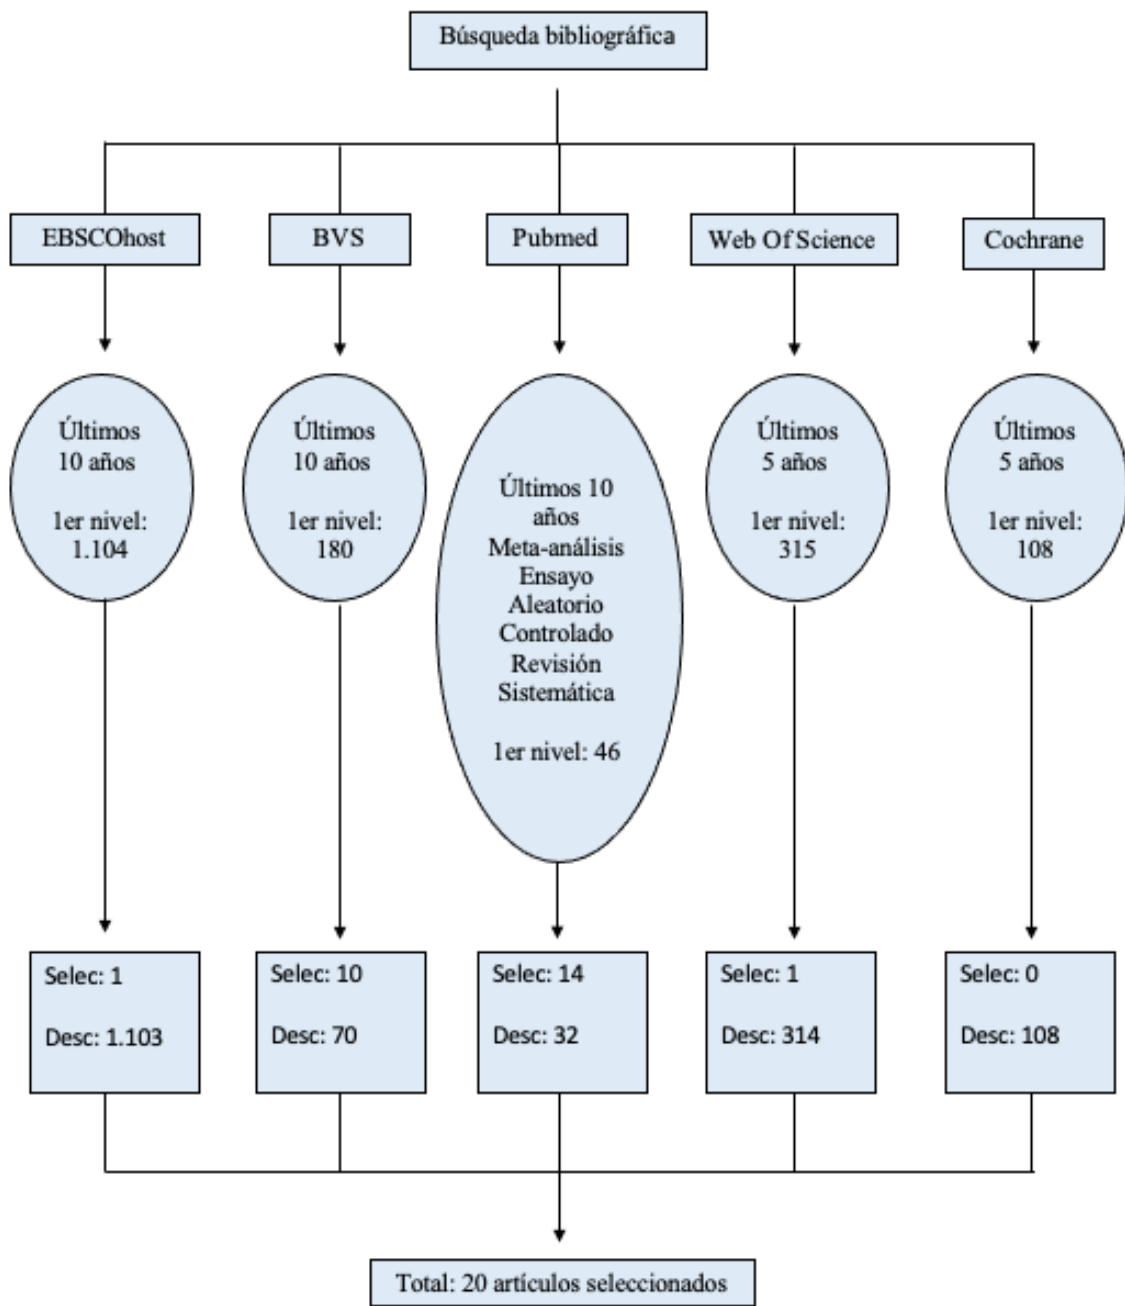 Búsqueda bibliográfica
EBSCOhost
BVS
Pubmed
Web Of Science
Cochrane
Últimos
10 años
1er nivel:
1.104
Últimos
10 años
1er nivel:
180
Últimos 10
años
Meta-análisis
Ensayo
Aleatorio
Controlado
Revisión
Sistemática
1er nivel: 46
Últimos
5 años
1er nivel:
315
Últimos
5 años
1er nivel:
108
Selec: 1
Desc: 1.103
Selec: 10
Desc: 70
Selec: 14
Desc: 32
Selec: 1
Desc: 314
Selec: 0
Desc: 108
Total: 20 artículos seleccionados